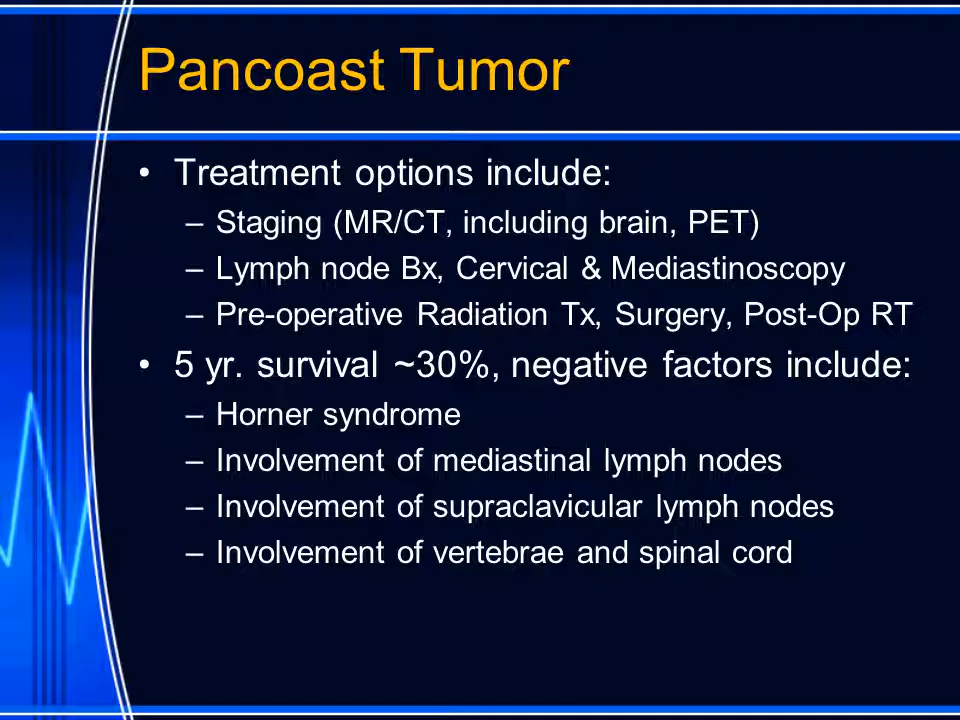 Pancoast Tumor
• Treatment options include:
– Staging (MR/CT, including brain, PET)
– Lymph node Bx, Cervical & Mediastinoscopy
– Pre-operative Radiation Tx, Surgery, Post-Op RT
• 5 yr. survival ~30%, negative factors include:
– Horner syndrome
– Involvement of mediastinal lymph nodes
– Involvement of supraclavicular lymph nodes
– Involvement of vertebrae and spinal cord